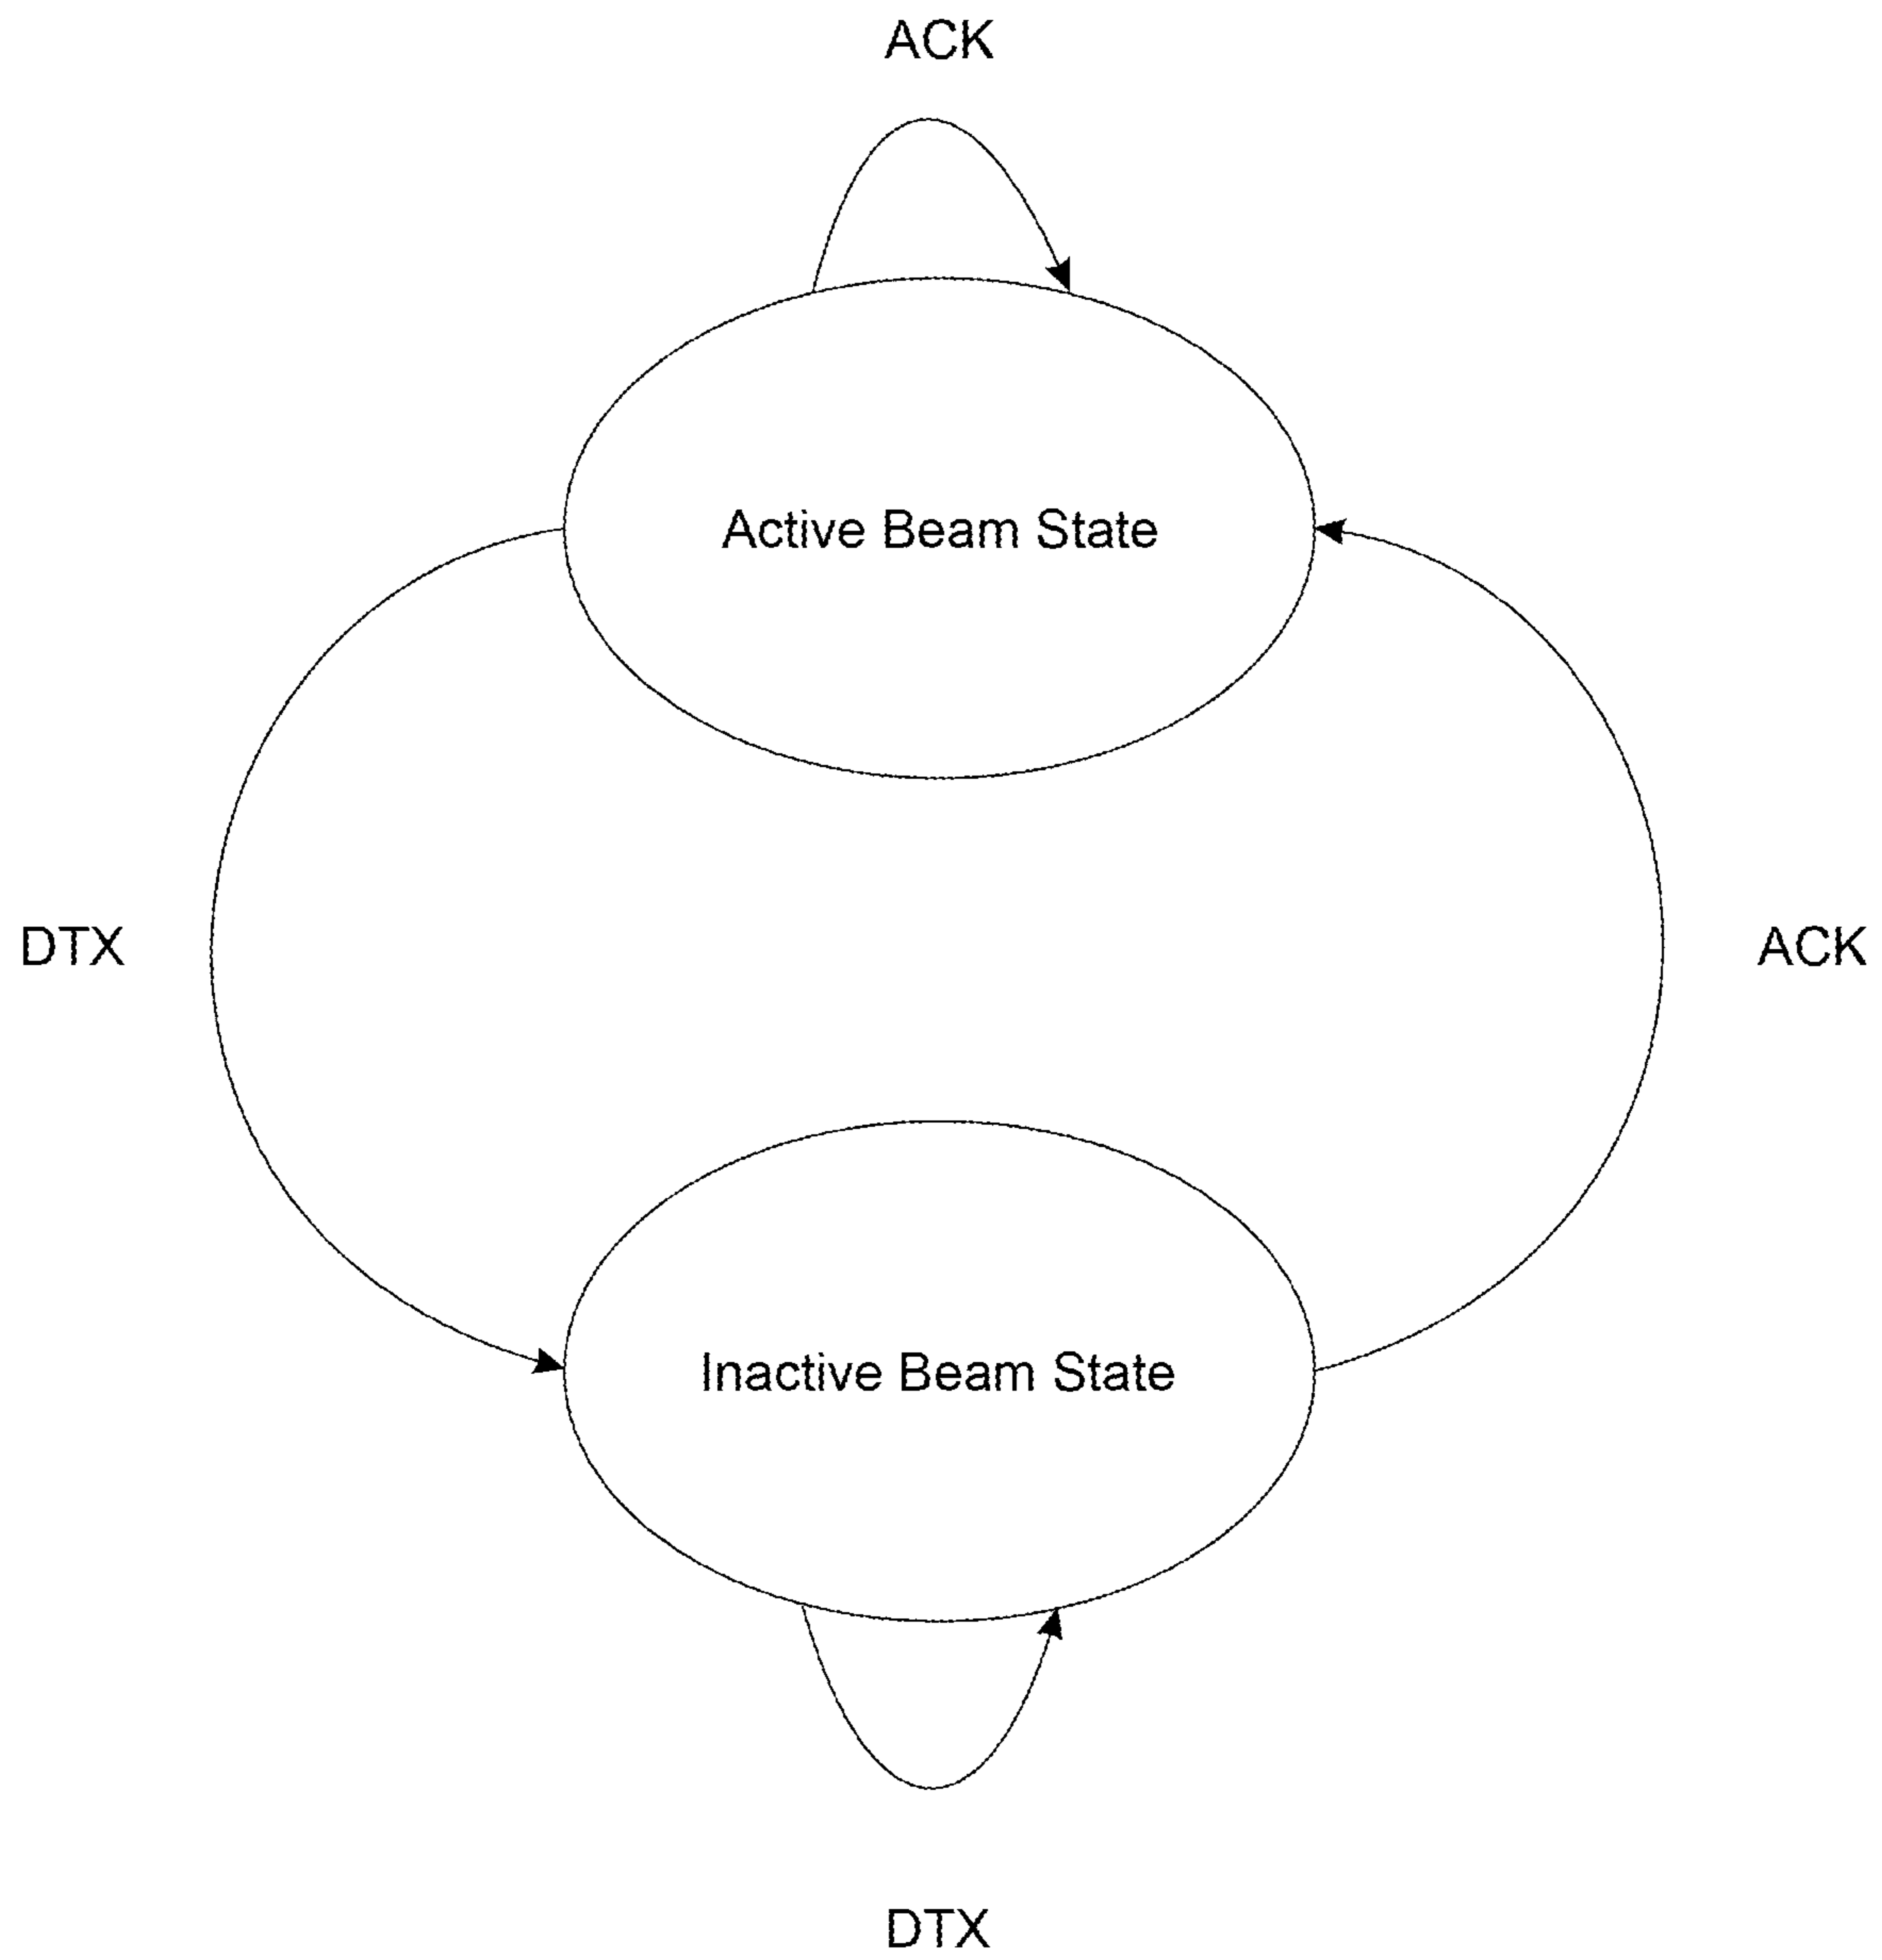 ACK
Active Beam State
DTX
ACK
Inactive Beam State
DTX